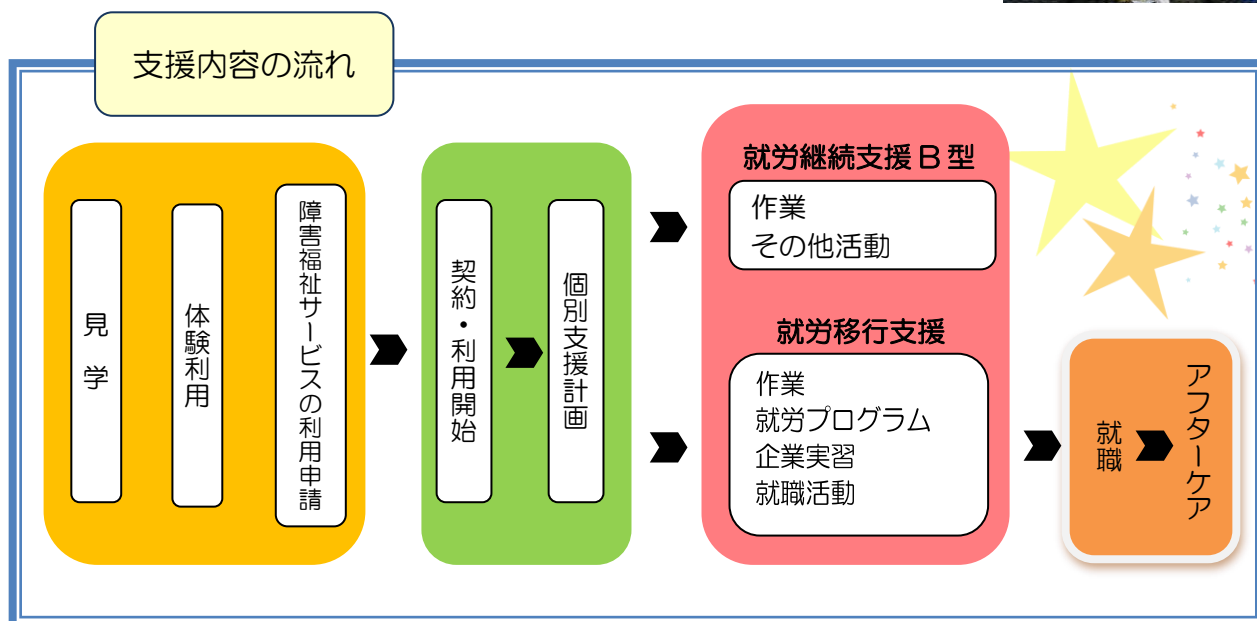 支援内容の流れ
見学
体験利用
障害福祉サービスの利用申請
契約・利用開始
個別支援計画
就労継続支援B型
作業
その他活動
就労移行支援
作業
就労プログラム
企業実習
就職活動
就職
アフターケア